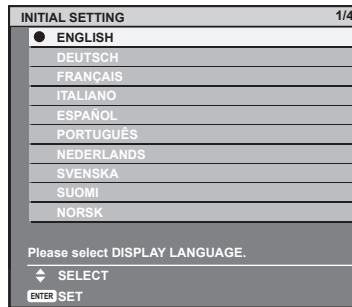 INITIAL SETTING 1/4
ENGLISH
DEUTSCH
FRANÇAIS
ITALIANO
ESPAÑOL
PORTUGUÊS
NEDERLANDS
SVENSKA
SUOMI
NORSK
Please select DISPLAY LANGUAGE.
SELECT
ENTER SET